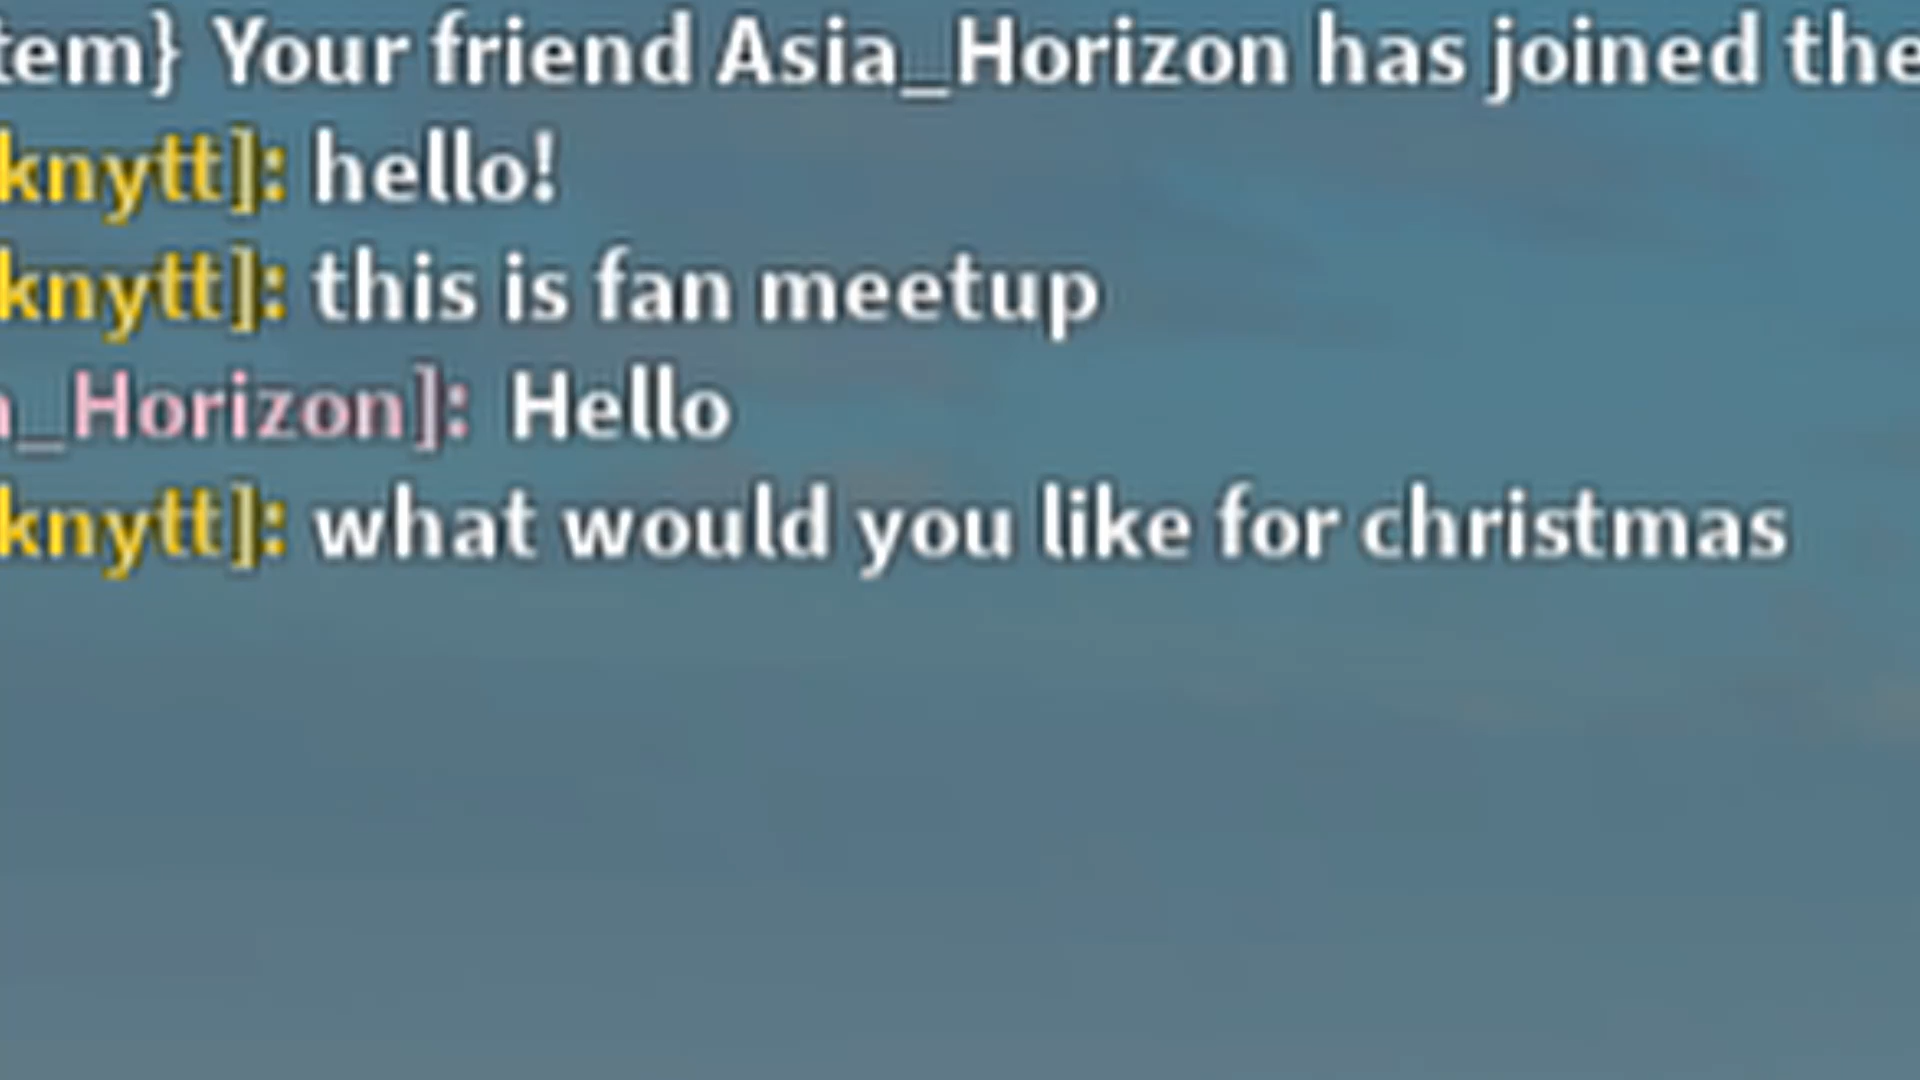 tem} Your friend Asia_Horizon has joined the
knytt]: hello!
knytt]: this is fan meetup
a_Horizon]: Hello
knytt]: what would you like for christmas